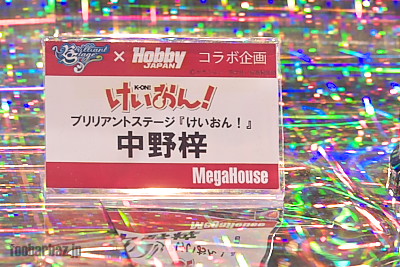 Brilliant Stage × Hobby JAPAN コラボ企画
K-ON!
けいおん!
ブリリアントステージ『けいおん!』
中野梓
MegaHouse
foobarbaz.jp